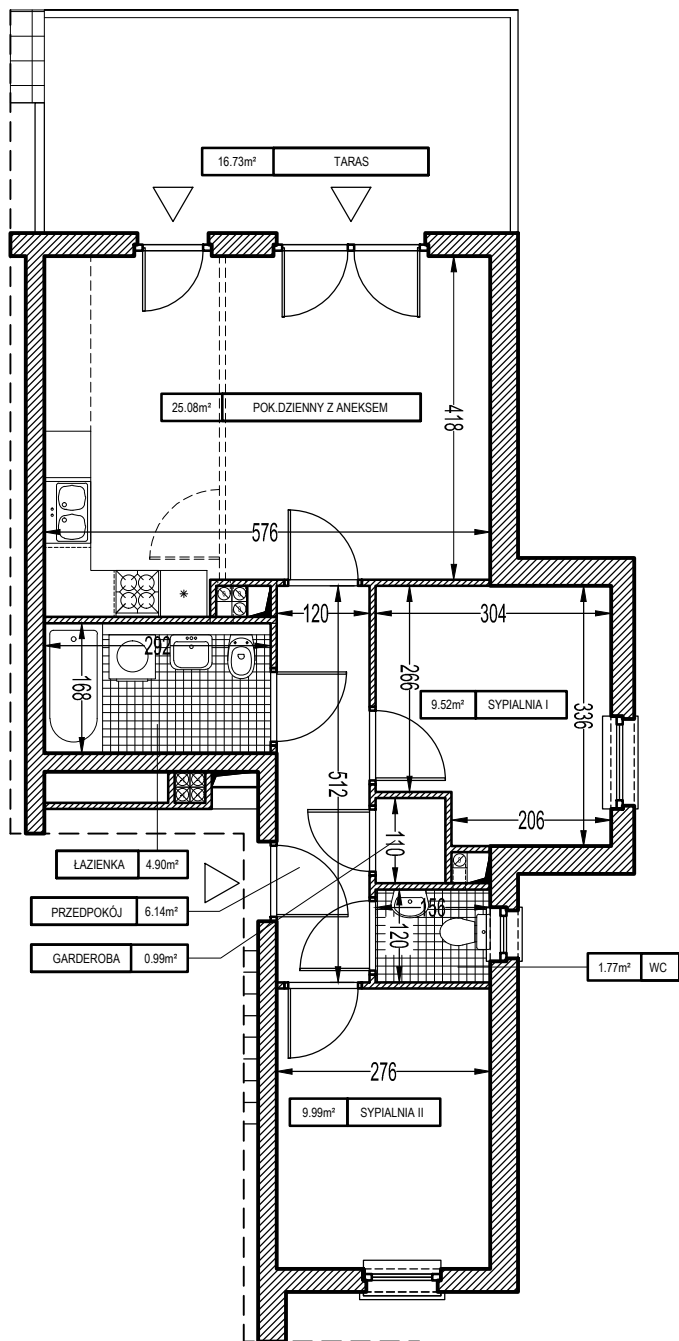 16.73m² TARAS
25.08m² POK.DZIENNY Z ANEKSEM
418
576
120
304
292
168
266
336
9.52m² SYPIALNIA I
512
206
110
ŁAZIENKA 4.90m²
PRZEDPOKÓJ 6.14m²
GARDEROBA 0.99m²
156
120
1.77m² WC
276
9.99m² SYPIALNIA II